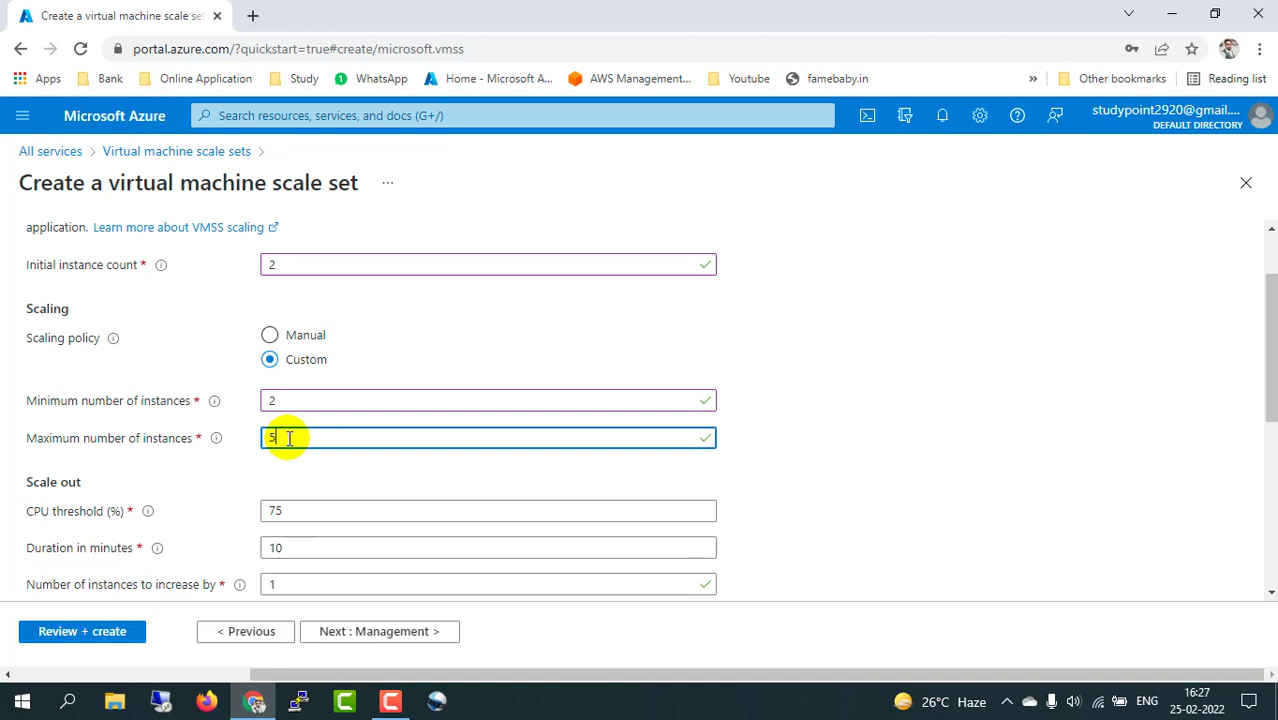 Create a virtual machine scale set
portal.azure.com/?quickstart=true#create/microsoft.vmss
Apps
Bank
Online Application
Study
WhatsApp
Home - Microsoft A...
AWS Management...
Youtube
famebaby.in
»
Other bookmarks
Reading list
Microsoft Azure
Search resources, services, and docs (G+/)
studypoint2920@gmail....
DEFAULT DIRECTORY
All services > Virtual machine scale sets >
Create a virtual machine scale set ...
application. Learn more about VMSS scaling
Initial instance count * 2
Scaling
Scaling policy
Manual
Custom
Minimum number of instances * 2
Maximum number of instances * 5
Scale out
CPU threshold (%) * 75
Duration in minutes * 10
Number of instances to increase by * 1
Review + create
< Previous
Next : Management >
26°C Haze
ENG
16:27
25-02-2022